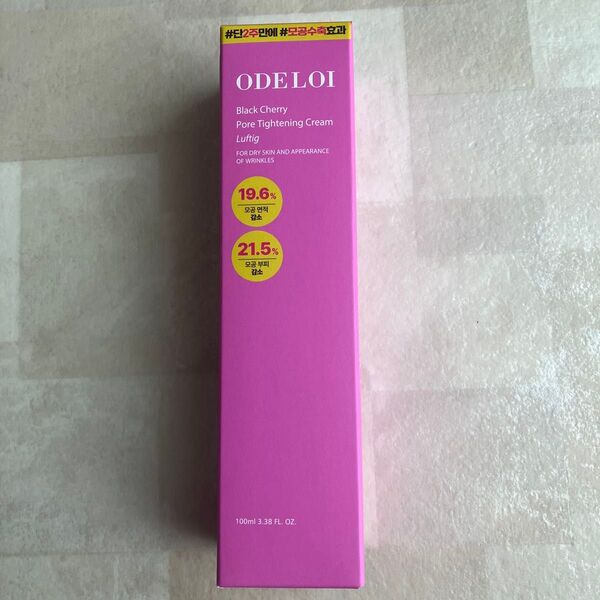 #단2주만에 #모공수축효과
ODELOI
Black Cherry
Pore Tightening Cream
Luftig
FOR DRY SKIN AND APPEARANCE
OF WRINKLES
19.6%
모공 면적
감소
21.5%
모공 부피
감소
100ml 3.38 FL. OZ.